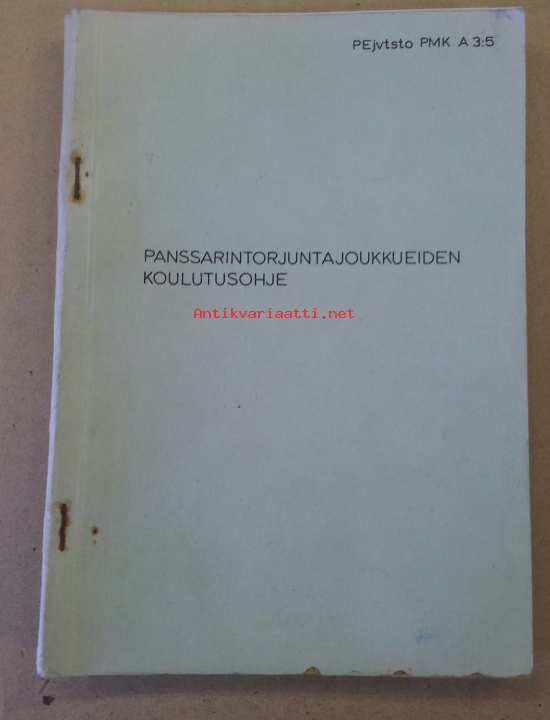 PEjvtsto PMK A 3:5
PANSSARINTORJUNTAJOUKKUEIDEN
KOULUTUSOHJE
Antikvariaatti.net